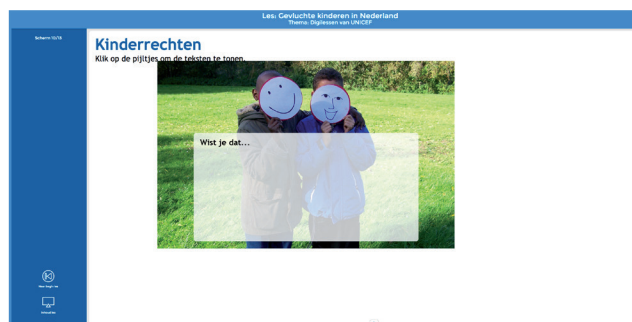 Les: Gevluchte kinderen in Nederland
Thema: Digilessen van UNICEF
Scherm 10/15
Kinderrechten
Klik op de pijltjes om de teksten te tonen.
Wist je dat...